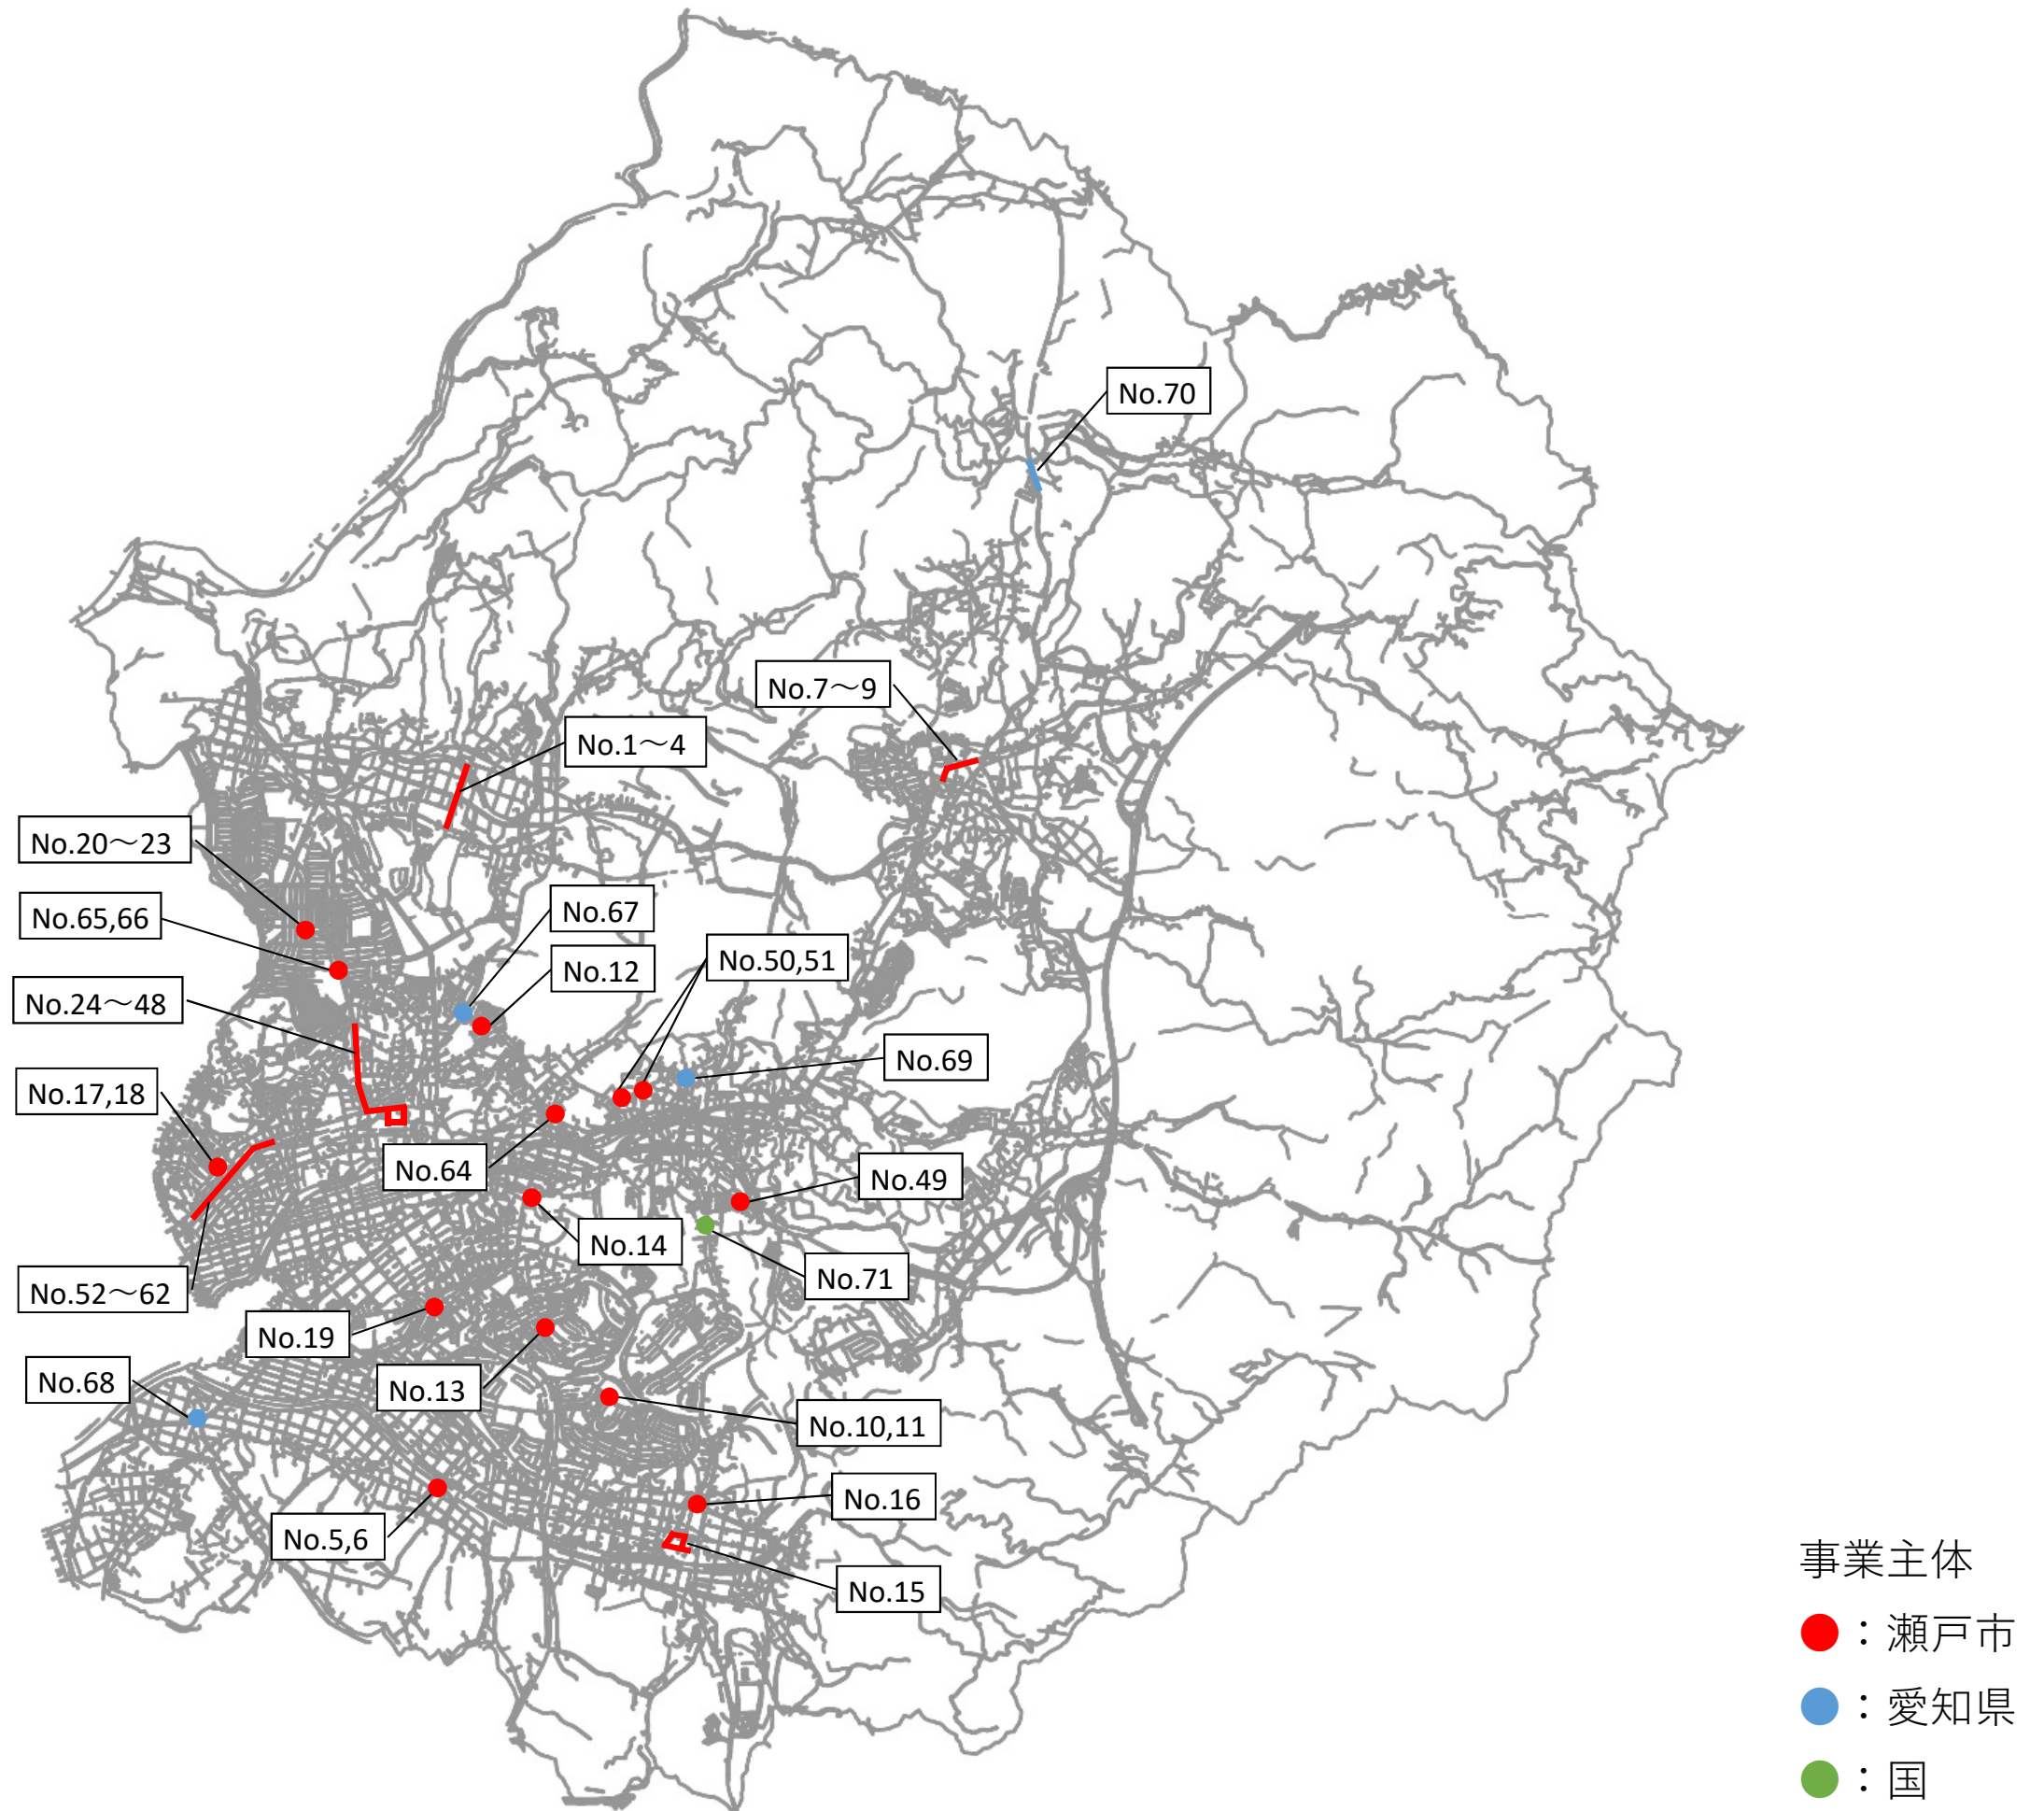 No.70
No.7～9
No.1～4
No.20～23
No.65,66
No.67
No.12
No.50,51
No.24～48
No.69
No.17,18
No.64
No.49
No.14
No.71
No.52～62
No.19
No.68
No.13
No.10,11
No.16
No.5,6
No.15
事業主体
：瀬戸市
：愛知県
：国